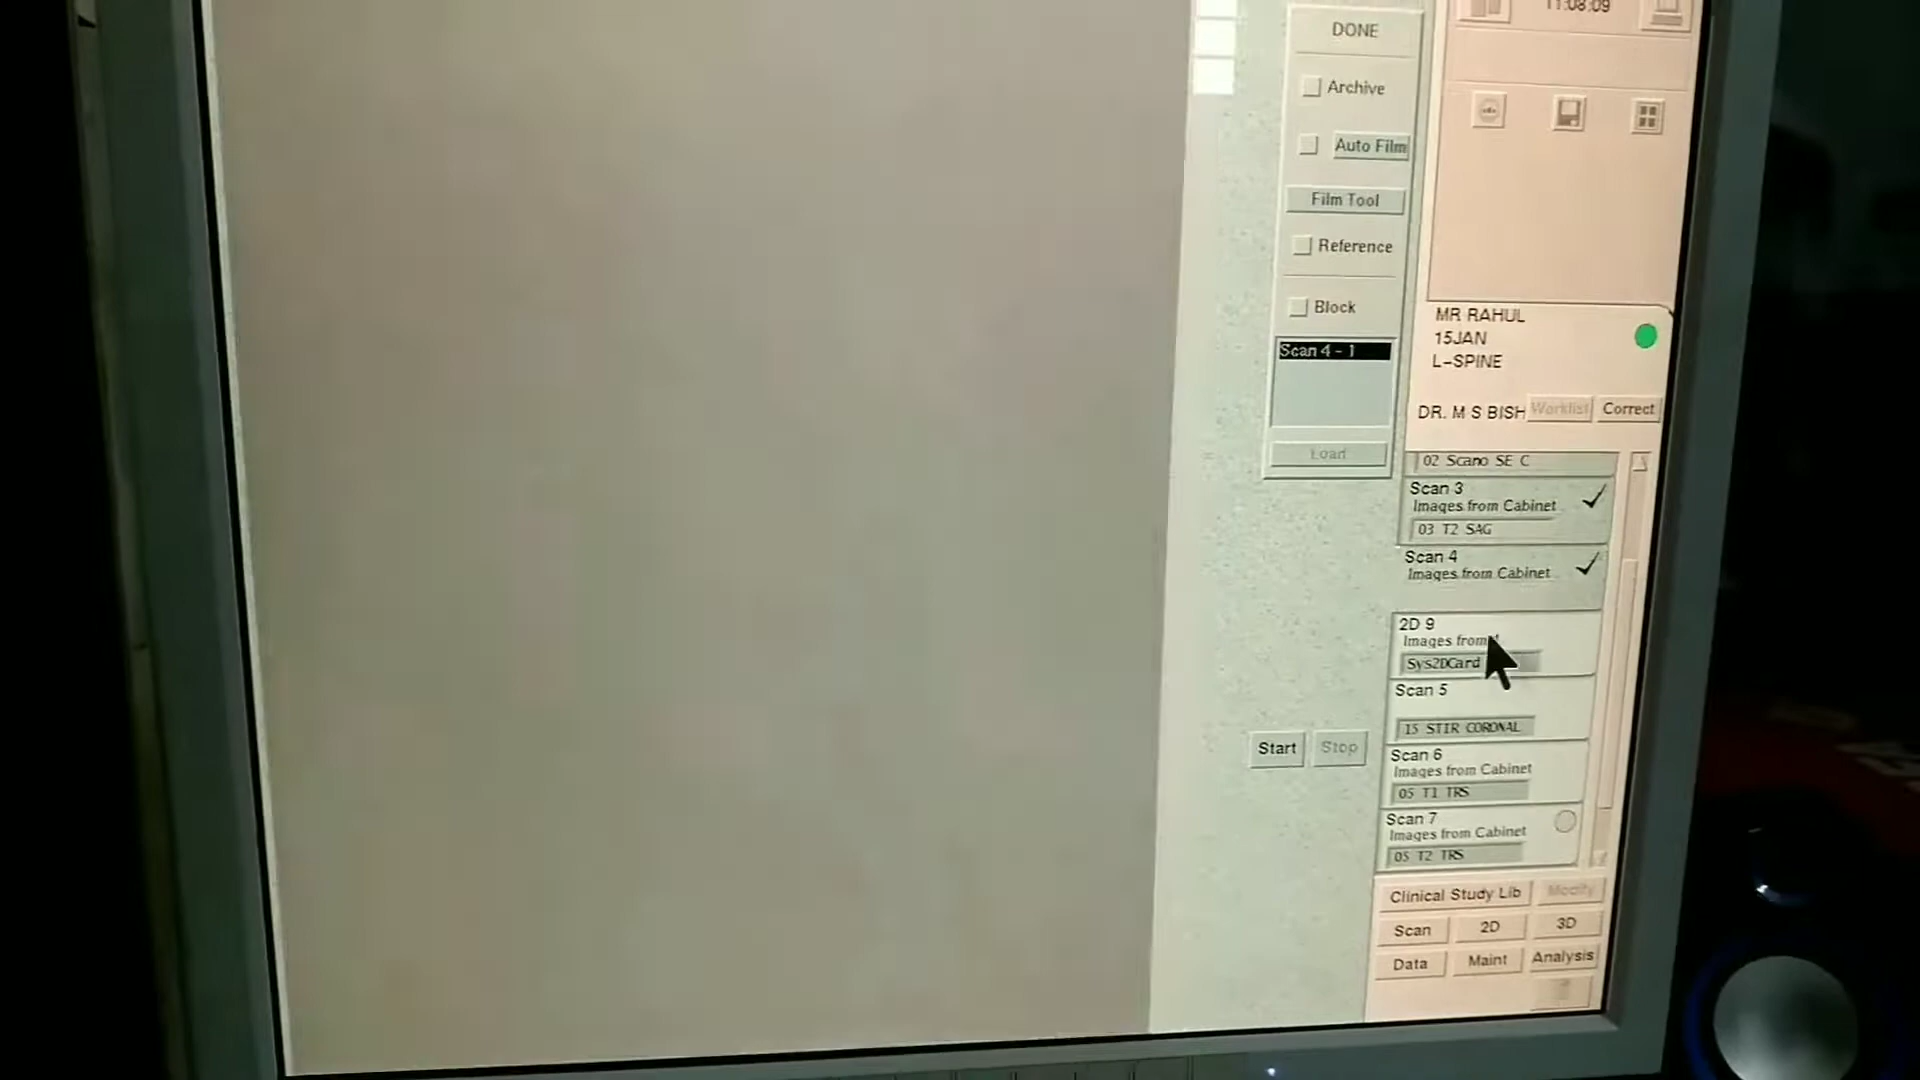 11:08:09
DONE
Archive
Auto Film
Film Tool
Reference
Block
Scan 4 - 1
Load
MR RAHUL
15JAN
L-SPINE
DR. M S BISH
Worklist
Correct
02 Scano SE C
Scan 3
Images from Cabinet
03 T2 SAG
Scan 4
Images from Cabinet
2D 9
Images from
Sys2DCard
Scan 5
15 STIR CORONAL
Start
Stop
Scan 6
Images from Cabinet
05 T1 TRS
Scan 7
Images from Cabinet
05 T2 TRS
Clinical Study Lib
Modify
Scan
2D
3D
Data
Maint
Analysis